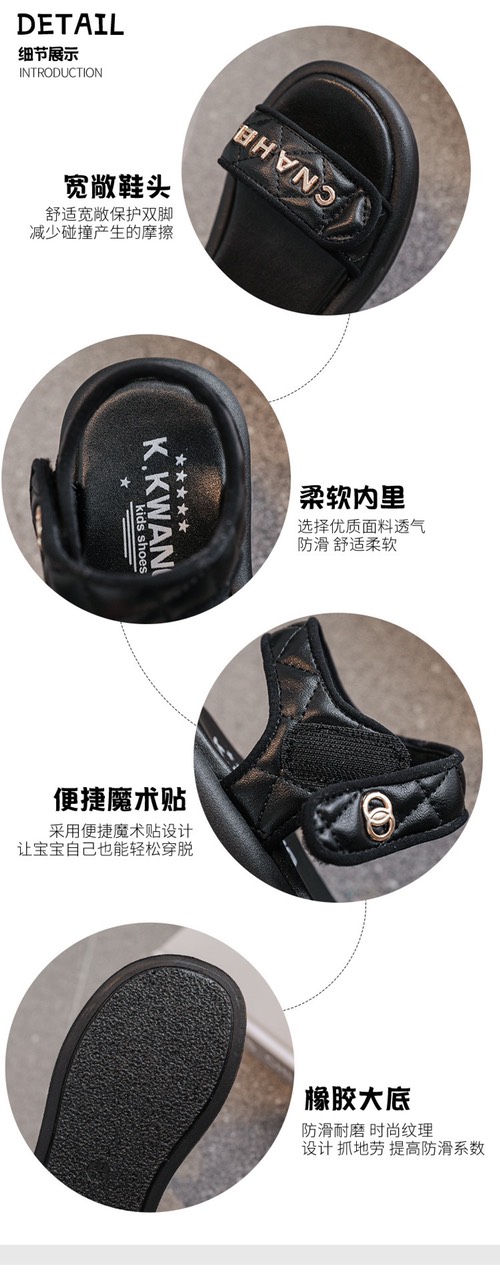 DETAIL
细节展示
INTRODUCTION
CNAHE
宽敞鞋头
舒适宽敞保护双脚
减少碰撞产生的摩擦
K.KWANG
kids shoes
柔软内里
选择优质面料透气
防滑 舒适柔软
便捷魔术贴
采用便捷魔术贴设计
让宝宝自己也能轻松穿脱
橡胶大底
防滑耐磨 时尚纹理
设计 抓地劳 提高防滑系数